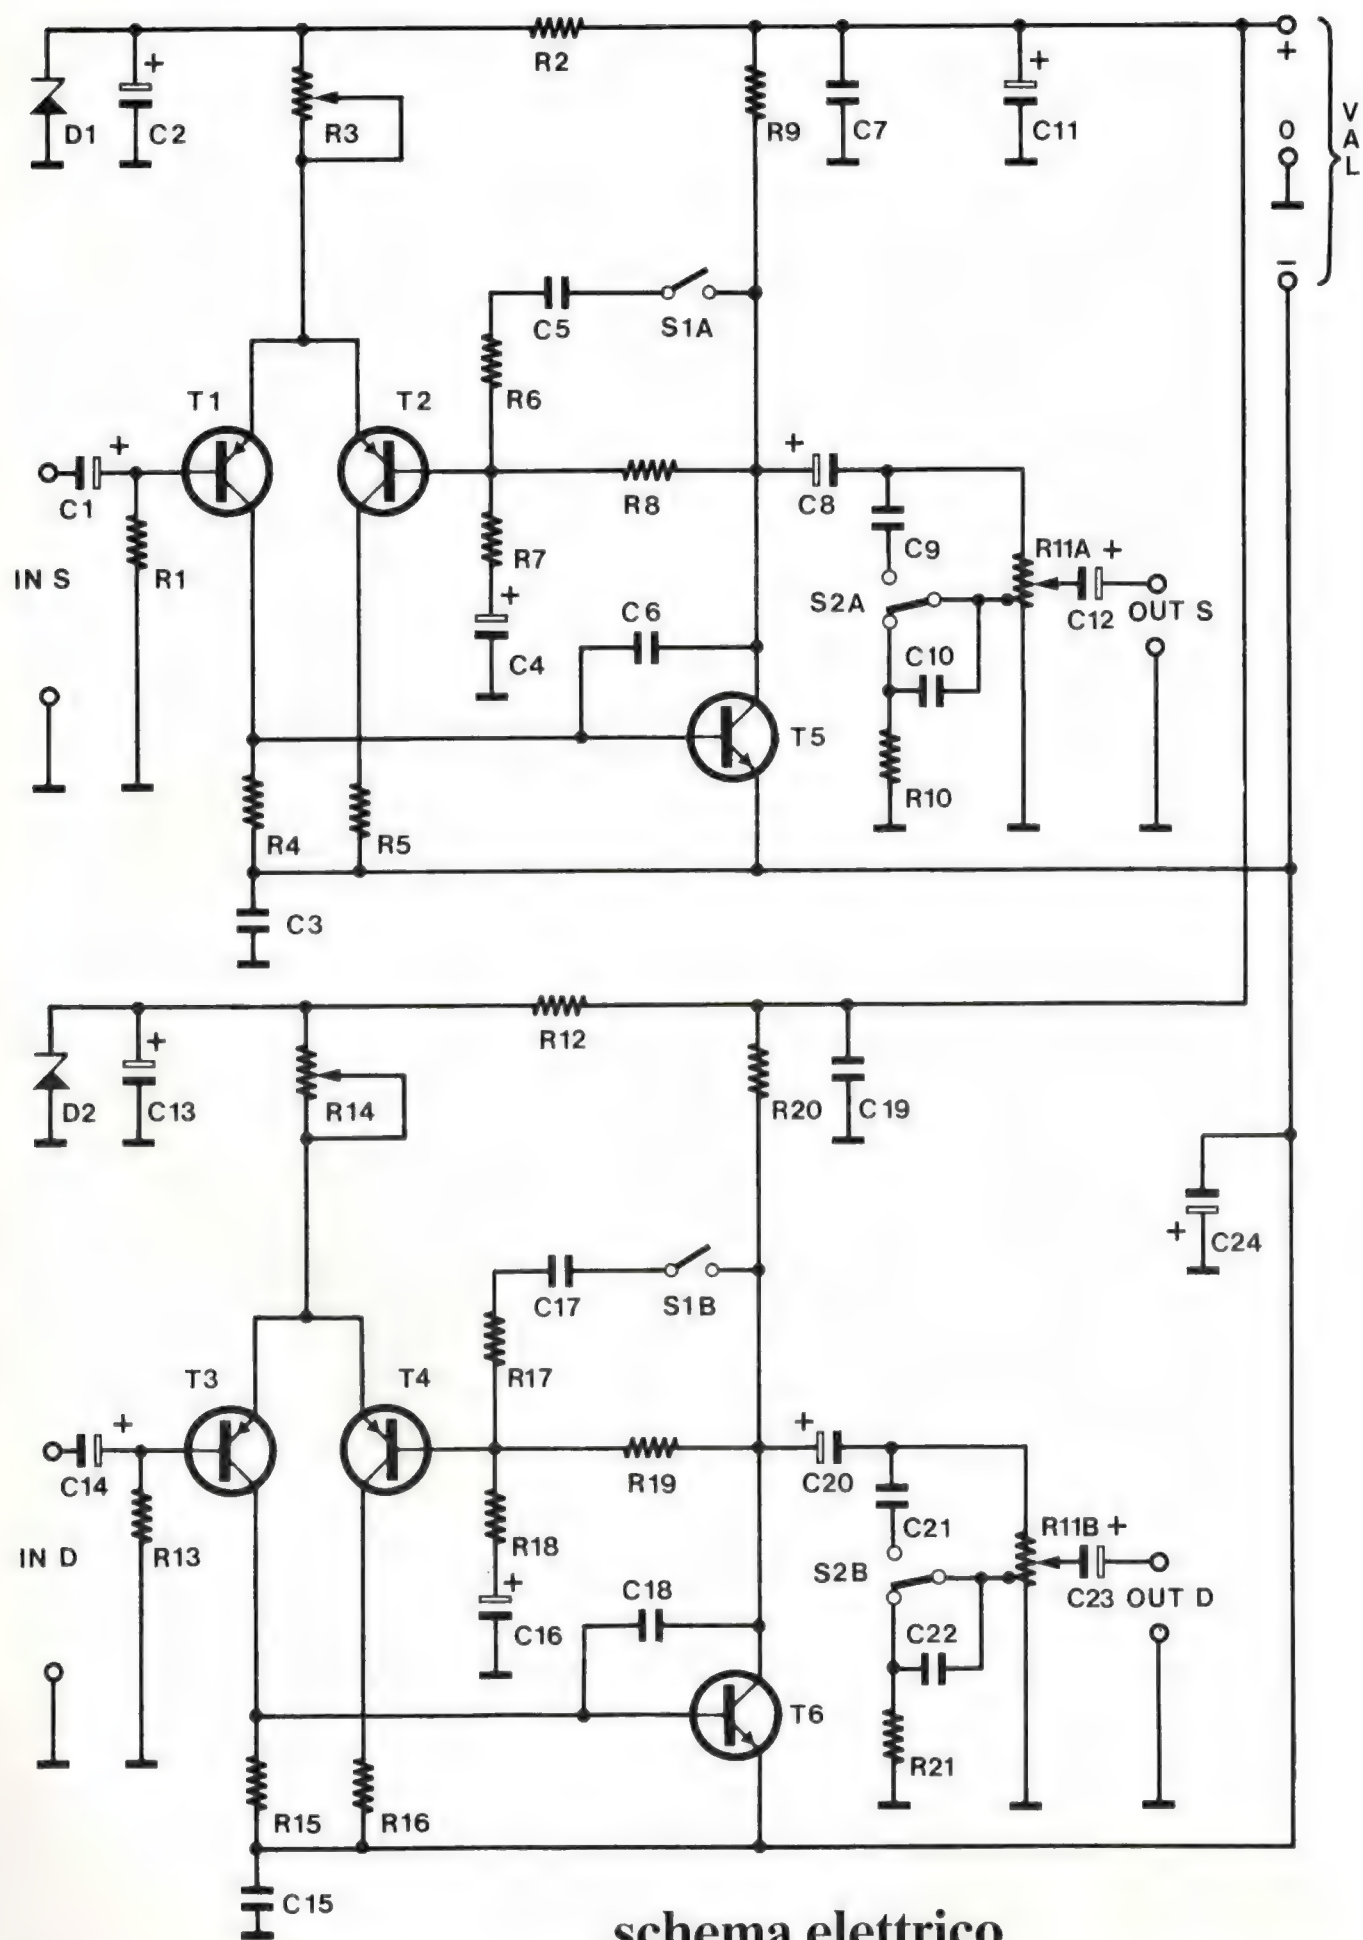 R2
+
+
+
D1
C2
R3
R9
C7
C11
O
VAL
C5
S1A
−
R6
T1
T2
+
+
C1
R8
C8
C9
R11A +
IN S
R1
R7
+
S2A
C12
OUT S
C6
C4
C10
T5
R10
R4
R5
C3
R12
+
D2
C13
R14
R20
C19
+
C24
C17
S1B
R17
T3
T4
+
+
C14
R19
C20
C21
R11B +
IN D
R13
R18
+
S2B
C23
OUT D
C18
C16
C22
T6
R21
R15
R16
C15
schema elettrico